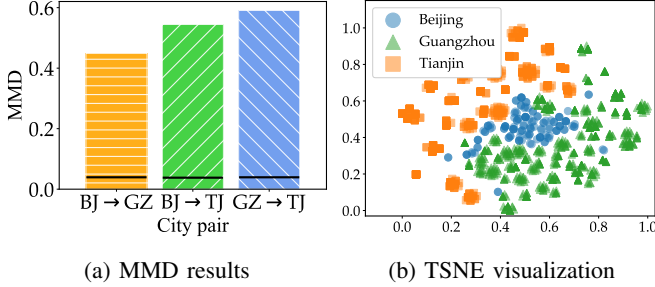 0.6
0.4
0.2
0.0
MMD
BJ → GZ BJ → TJ GZ → TJ
City pair
(a) MMD results
1.0
0.8
0.6
0.4
0.2
0.0
Beijing
Guangzhou
Tianjin
0.0 0.2 0.4 0.6 0.8 1.0
(b) TSNE visualization